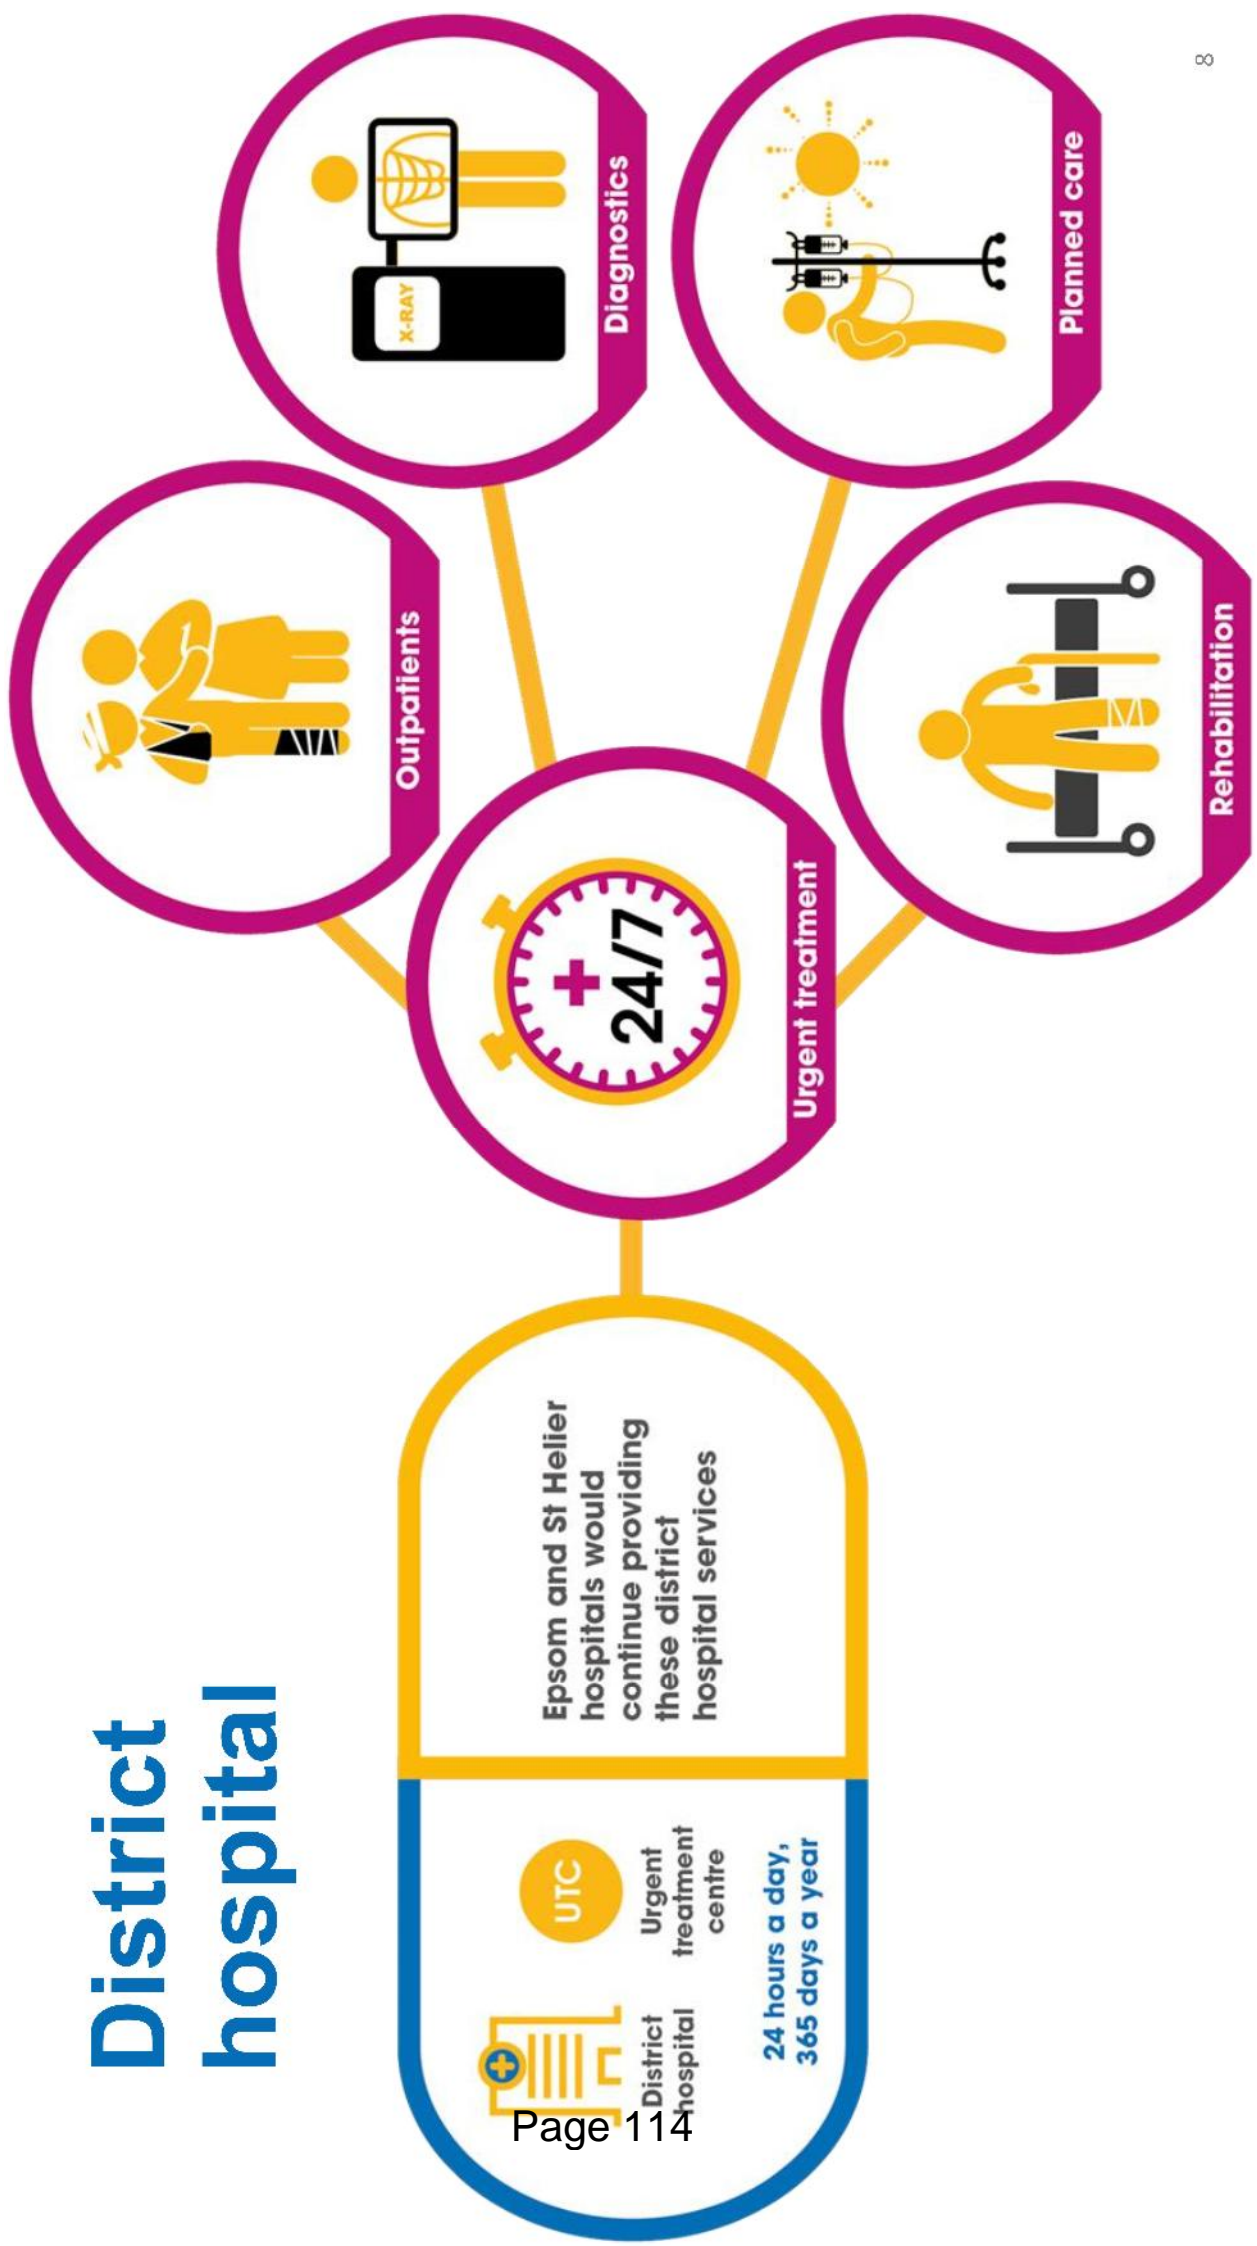 District
hospital
District
hospital
UTC
Urgent
treatment
centre
24 hours a day,
365 days a year
Epsom and St Helier
hospitals would
continue providing
these district
hospital services
+
24/7
Urgent treatment
Outpatients
X-RAY
Diagnostics
Planned care
Rehabilitation
8
Page 114